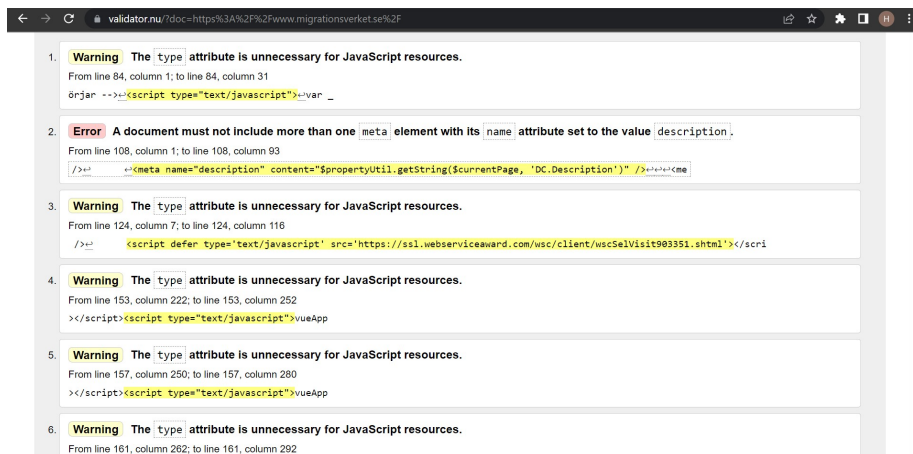 validator.nu/?doc=https%3A%2F%2Fwww.migrationsverket.se%2F
H
1. Warning The type attribute is unnecessary for JavaScript resources.
From line 84, column 1; to line 84, column 31
örjar -->↩<script type="text/javascript">↩var _
2. Error A document must not include more than one meta element with its name attribute set to the value description.
From line 108, column 1; to line 108, column 93
/>↩ ↩<meta name="description" content="$propertyUtil.getString($currentPage, 'DC.Description')" />↩↩↩<me
3. Warning The type attribute is unnecessary for JavaScript resources.
From line 124, column 7; to line 124, column 116
/>↩ <script defer type='text/javascript' src='https://ssl.webserviceaward.com/wsc/client/wscSelVisit903351.shtml'></scri
4. Warning The type attribute is unnecessary for JavaScript resources.
From line 153, column 222; to line 153, column 252
></script><script type="text/javascript">vueApp
5. Warning The type attribute is unnecessary for JavaScript resources.
From line 157, column 250; to line 157, column 280
></script><script type="text/javascript">vueApp
6. Warning The type attribute is unnecessary for JavaScript resources.
From line 161, column 262; to line 161, column 292